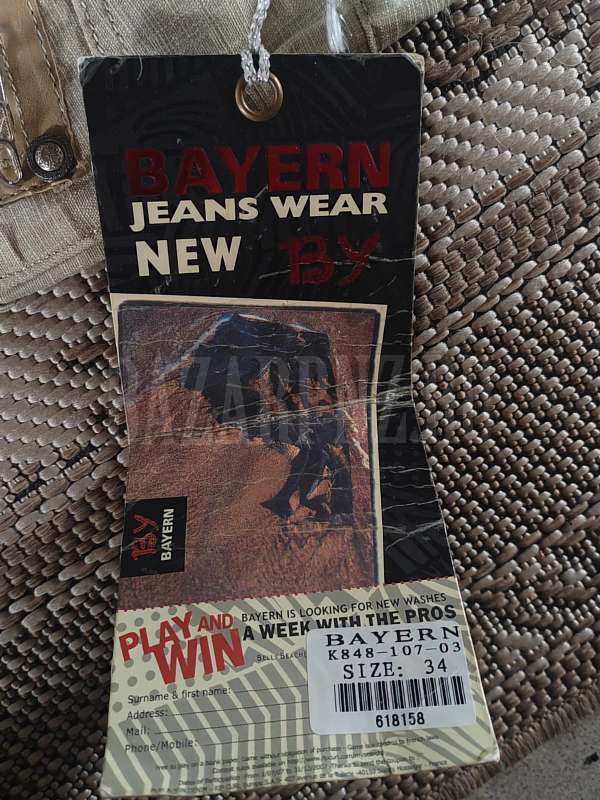 BAYERN
JEANS WEAR
NEW BY
BY
BAYERN
PLAY AND
WIN
BAYERN IS LOOKING FOR NEW WASHES
A WEEK WITH THE PROS
BAYERN
K848-107-03
SIZE: 34
618158
Surname & first name:
Address:
Mail:
Phone/Mobile: